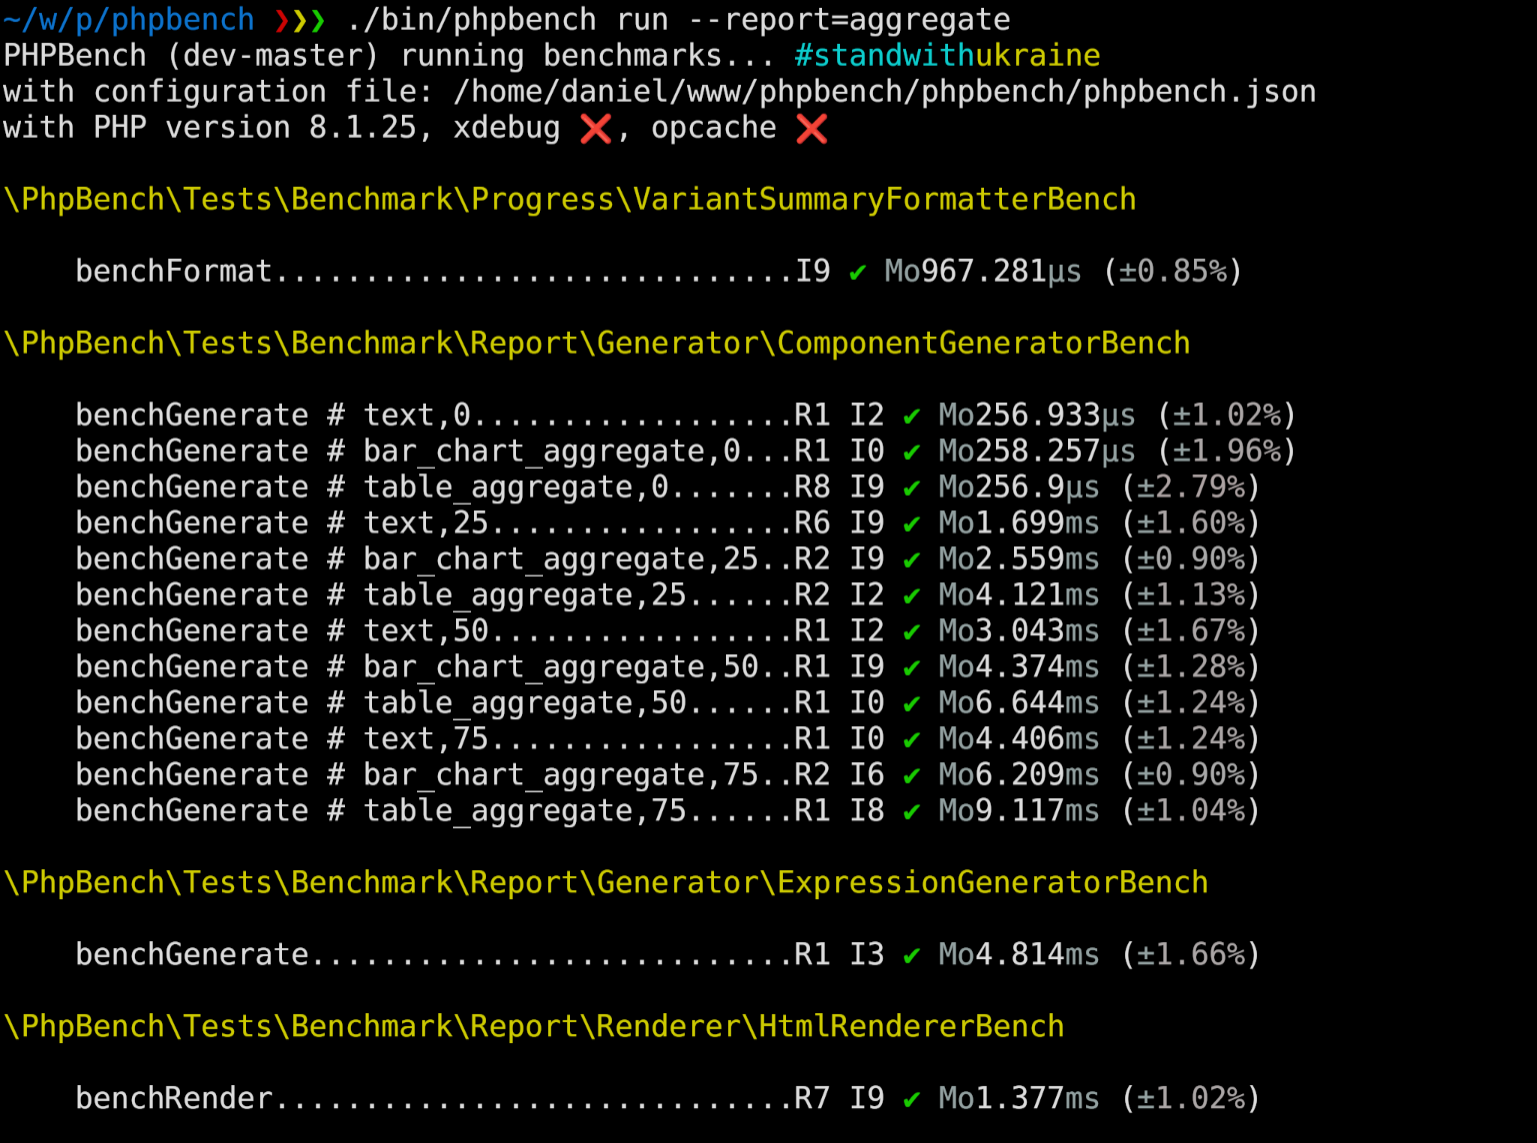 ~/w/p/phpbench ❯❯❯ ./bin/phpbench run --report=aggregate
PHPBench (dev-master) running benchmarks... #standwithukraine
with configuration file: /home/daniel/www/phpbench/phpbench/phpbench.json
with PHP version 8.1.25, xdebug ❌, opcache ❌
\PhpBench\Tests\Benchmark\Progress\VariantSummaryFormatterBench
benchFormat.............................I9 ✔ Mo967.281µs (±0.85%)
\PhpBench\Tests\Benchmark\Report\Generator\ComponentGeneratorBench
benchGenerate # text,0..................R1 I2 ✔ Mo256.933µs (±1.02%)
benchGenerate # bar_chart_aggregate,0...R1 I0 ✔ Mo258.257µs (±1.96%)
benchGenerate # table_aggregate,0.......R8 I9 ✔ Mo256.9µs (±2.79%)
benchGenerate # text,25.................R6 I9 ✔ Mo1.699ms (±1.60%)
benchGenerate # bar_chart_aggregate,25..R2 I9 ✔ Mo2.559ms (±0.90%)
benchGenerate # table_aggregate,25......R2 I2 ✔ Mo4.121ms (±1.13%)
benchGenerate # text,50.................R1 I2 ✔ Mo3.043ms (±1.67%)
benchGenerate # bar_chart_aggregate,50..R1 I9 ✔ Mo4.374ms (±1.28%)
benchGenerate # table_aggregate,50......R1 I0 ✔ Mo6.644ms (±1.24%)
benchGenerate # text,75.................R1 I0 ✔ Mo4.406ms (±1.24%)
benchGenerate # bar_chart_aggregate,75..R2 I6 ✔ Mo6.209ms (±0.90%)
benchGenerate # table_aggregate,75......R1 I8 ✔ Mo9.117ms (±1.04%)
\PhpBench\Tests\Benchmark\Report\Generator\ExpressionGeneratorBench
benchGenerate...........................R1 I3 ✔ Mo4.814ms (±1.66%)
\PhpBench\Tests\Benchmark\Report\Renderer\HtmlRendererBench
benchRender.............................R7 I9 ✔ Mo1.377ms (±1.02%)